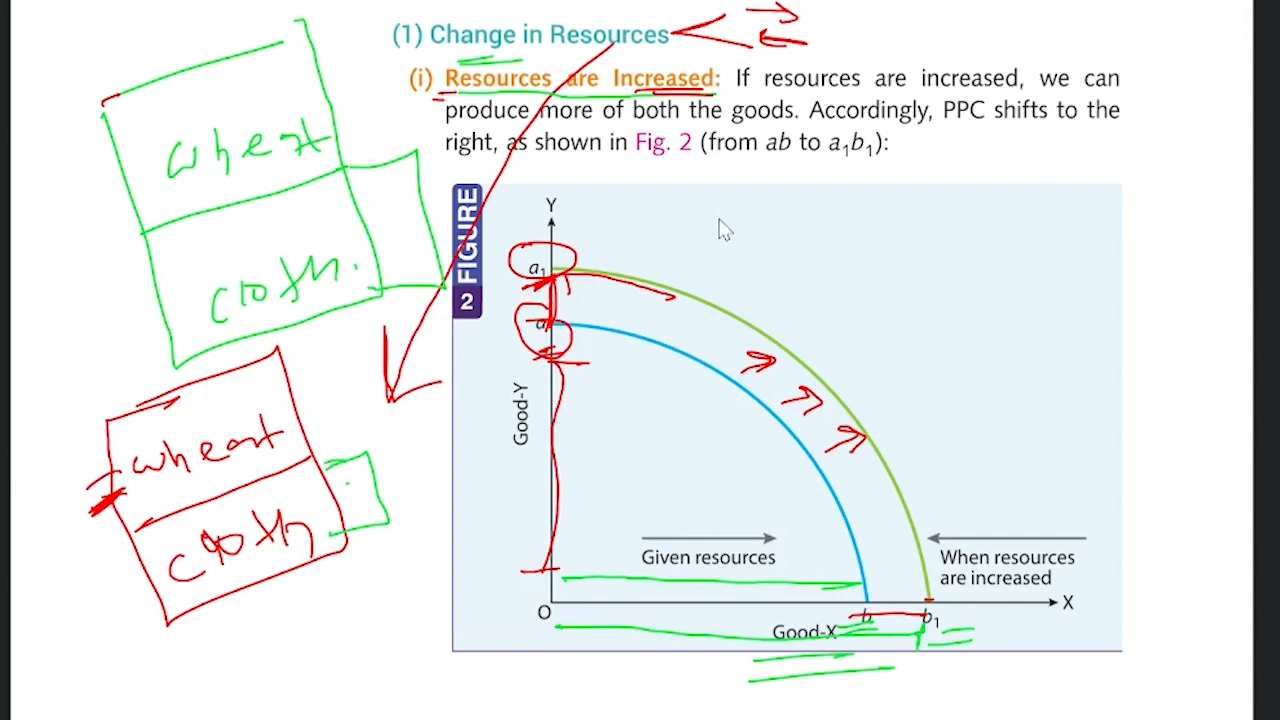 (1) Change in Resources
(i) Resources are Increased: If resources are increased, we can
produce more of both the goods. Accordingly, PPC shifts to the
right, as shown in Fig. 2 (from ab to a₁b₁):
wheat
cloth.
wheat
cloth
2 FIGURE
Y
a₁
a
Good-Y
Given resources
When resources
are increased
O
b
b₁
X
Good-X